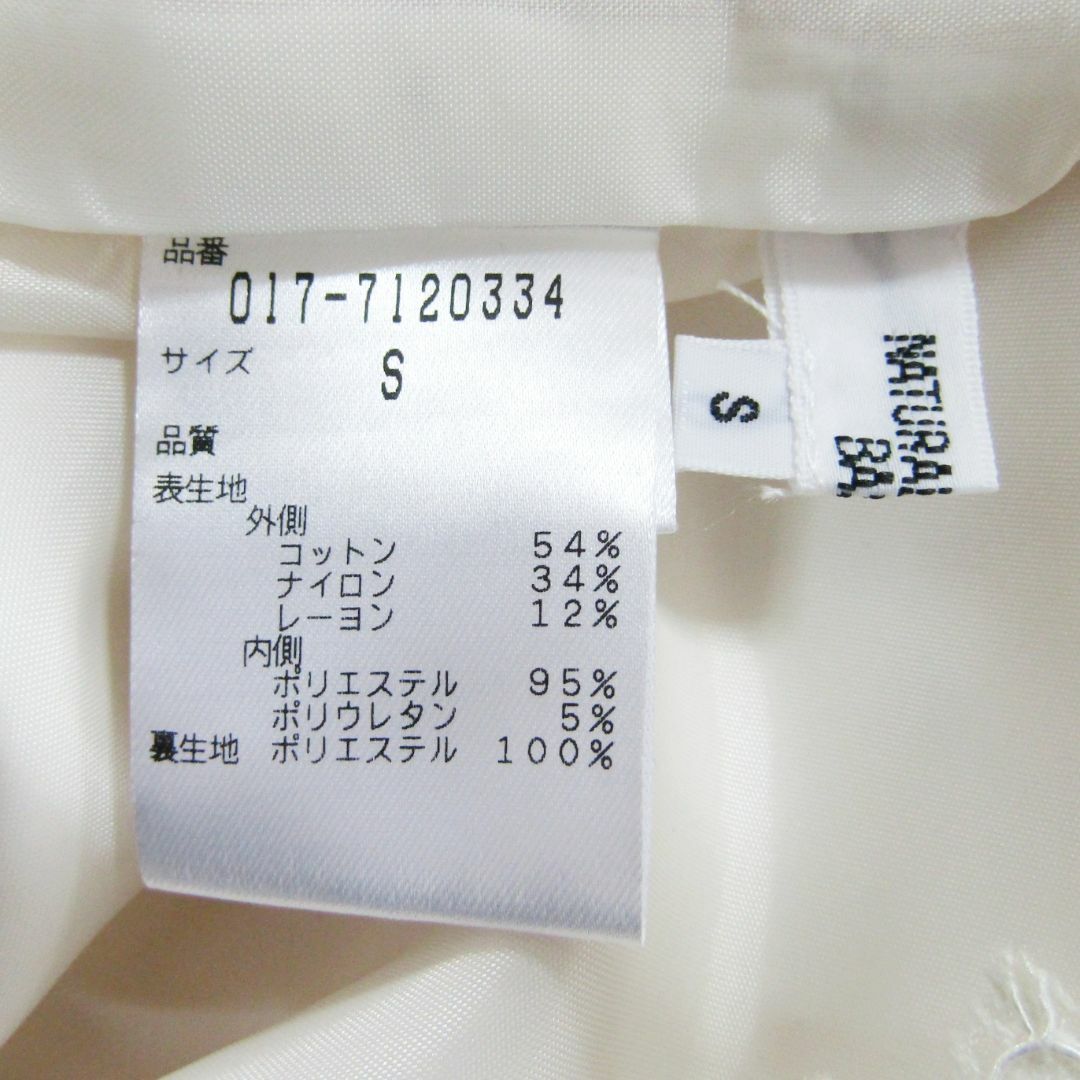 品番
017-7120334
サイズ S
品質
表生地
外側
コットン 54%
ナイロン 34%
レーヨン 12%
内側
ポリエステル 95%
ポリウレタン 5%
裏生地 ポリエステル 100%
S
NATURAL
BA